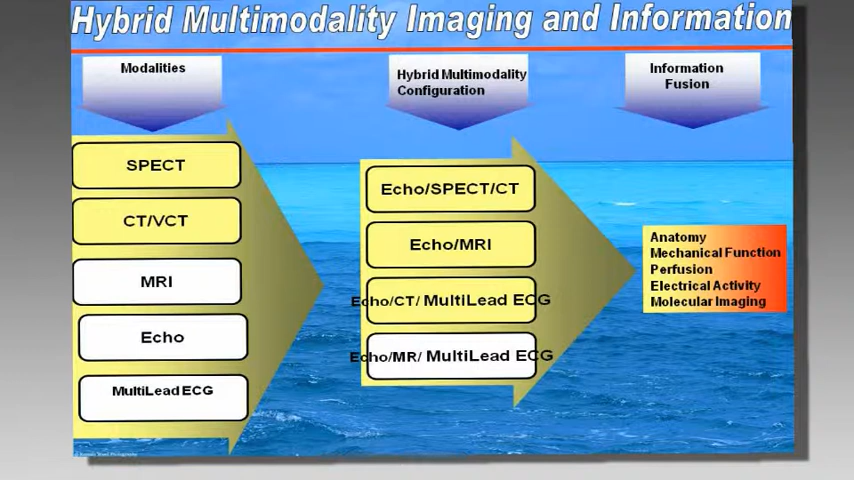 Hybrid Multimodality Imaging and Information
Modalities
Hybrid Multimodality
Configuration
Information
Fusion
SPECT
CT/VCT
MRI
Echo
MultiLead ECG
Echo/SPECT/CT
Echo/MRI
Echo/CT/ MultiLead ECG
Echo/MR/ MultiLead ECG
Anatomy
Mechanical Function
Perfusion
Electrical Activity
Molecular Imaging